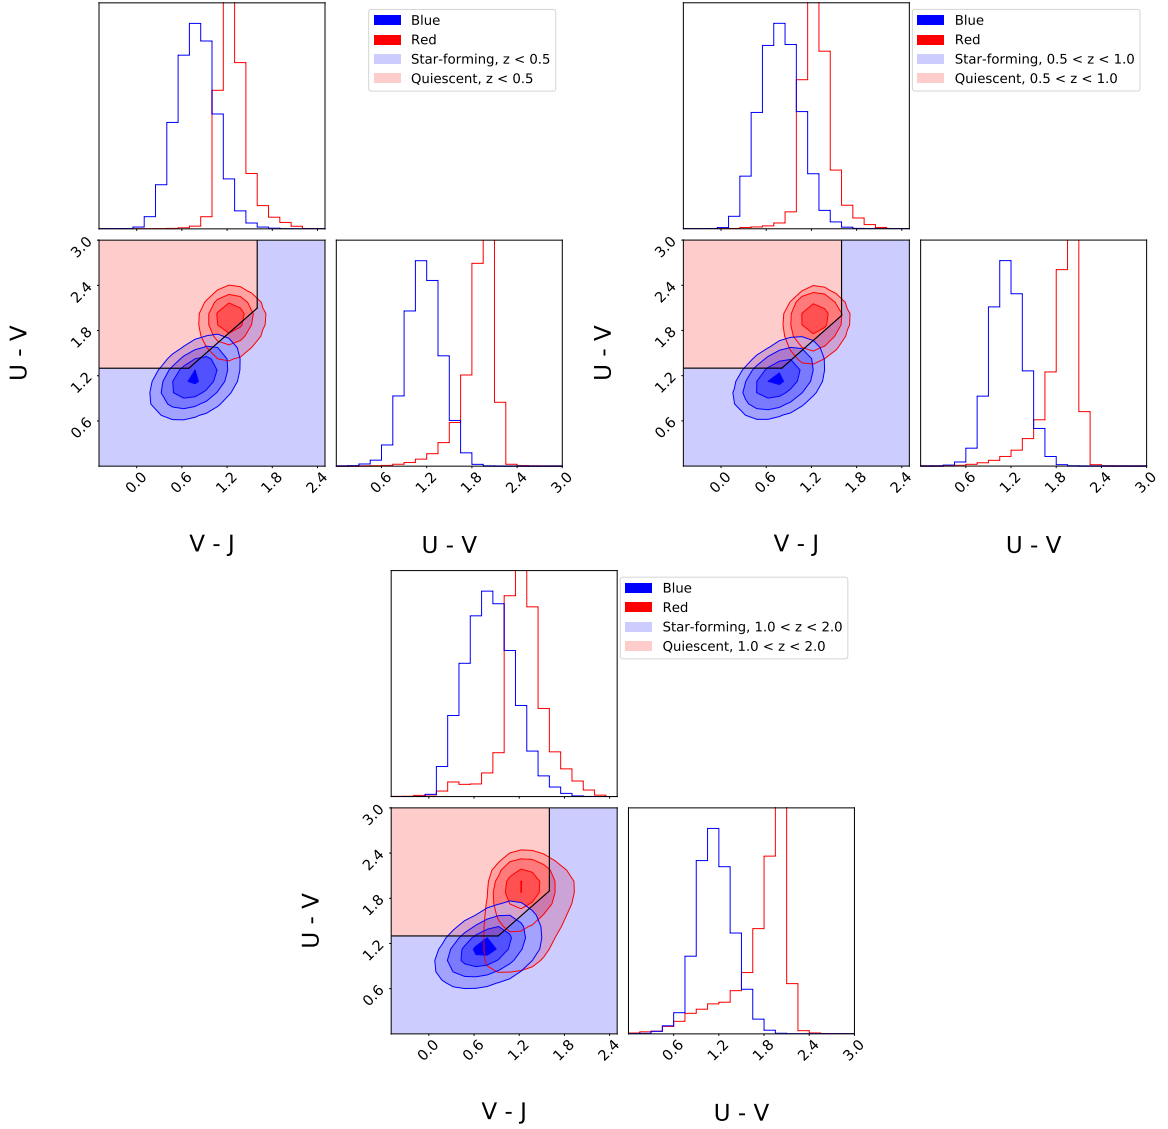 Blue
Red
Star-forming, z < 0.5
Quiescent, z < 0.5
U - V
3.0
2.4
1.8
1.2
0.6
0.0 0.6 1.2 1.8 2.4
V - J
0.6 1.2 1.8 2.4 3.0
U - V
Blue
Red
Star-forming, 0.5 < z < 1.0
Quiescent, 0.5 < z < 1.0
U - V
3.0
2.4
1.8
1.2
0.6
0.0 0.6 1.2 1.8 2.4
V - J
0.6 1.2 1.8 2.4 3.0
U - V
Blue
Red
Star-forming, 1.0 < z < 2.0
Quiescent, 1.0 < z < 2.0
U - V
3.0
2.4
1.8
1.2
0.6
0.0 0.6 1.2 1.8 2.4
V - J
0.6 1.2 1.8 2.4 3.0
U - V